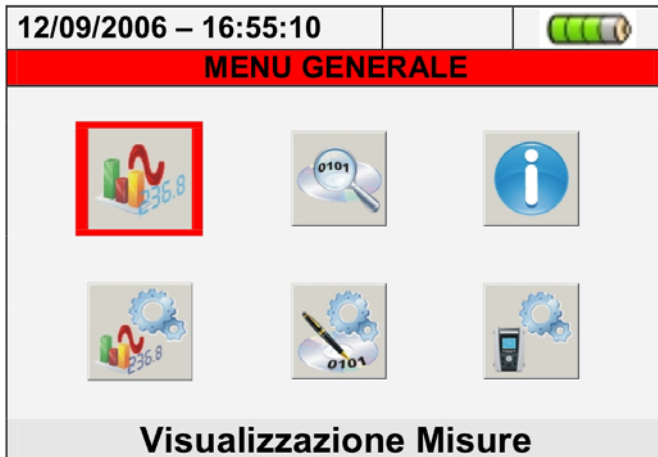 12/09/2006 – 16:55:10
MENU GENERALE
236.8
0101
236.8
0101
Visualizzazione Misure